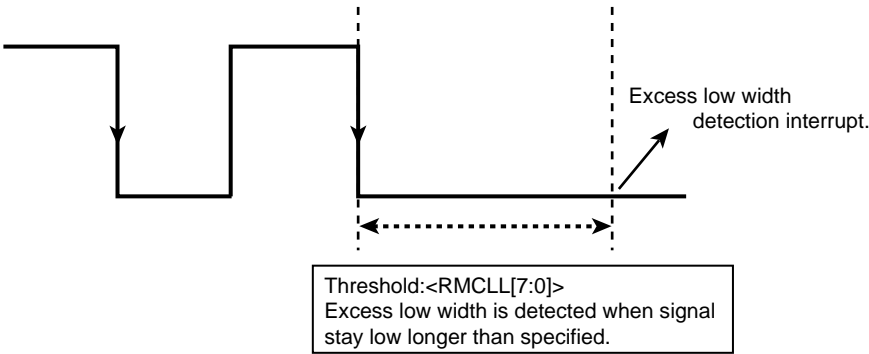 Excess low width
detection interrupt.
Threshold:<RMCLL[7:0]>
Excess low width is detected when signal
stay low longer than specified.